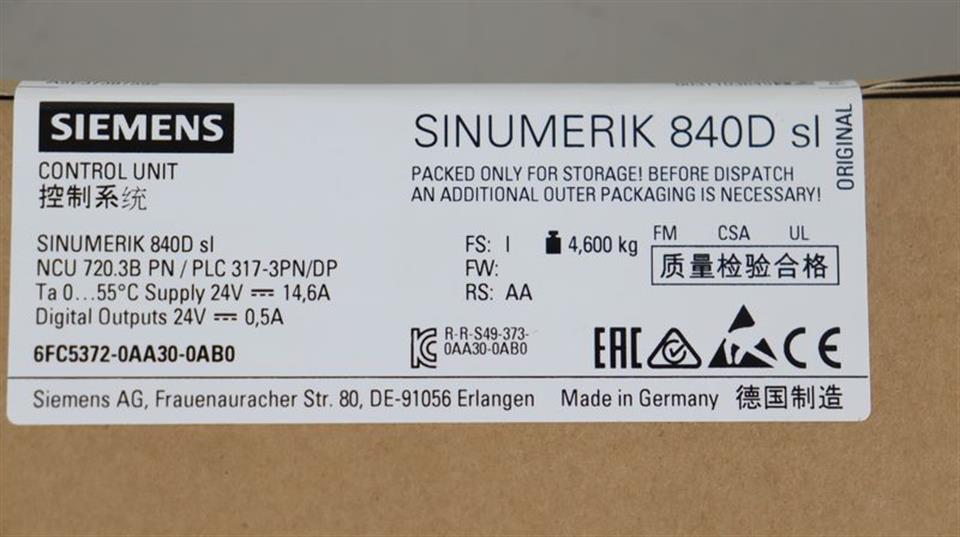 SIEMENS
CONTROL UNIT
控制系统
SINUMERIK 840D sl
NCU 720.3B PN / PLC 317-3PN/DP
Ta 0...55°C Supply 24V ⎓ 14,6A
Digital Outputs 24V ⎓ 0,5A
6FC5372-0AA30-0AB0
SINUMERIK 840D sl
PACKED ONLY FOR STORAGE! BEFORE DISPATCH
AN ADDITIONAL OUTER PACKAGING IS NECESSARY!
ORIGINAL
FS: I
4,600 kg
FW:
RS: AA
FM CSA UL
质量检验合格
R-R-S49-373-
0AA30-0AB0
EAC
CE
Siemens AG, Frauenauracher Str. 80, DE-91056 Erlangen Made in Germany 德国制造